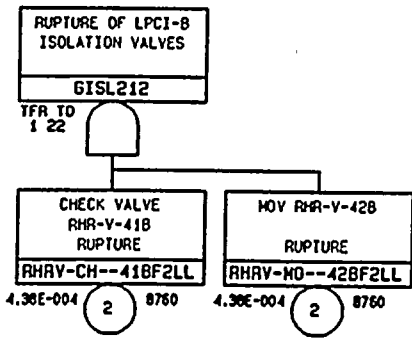 RUPTURE OF LPCI-B
ISOLATION VALVES
GISL212
TFR TO
1 22
CHECK VALVE
RHR-V-41B
RUPTURE
RHRV-CH--41BF2LL
4.38E-004
2
8760
MOV RHR-V-42B
RUPTURE
RHRV-MO--42BF2LL
4.38E-004
2
8760